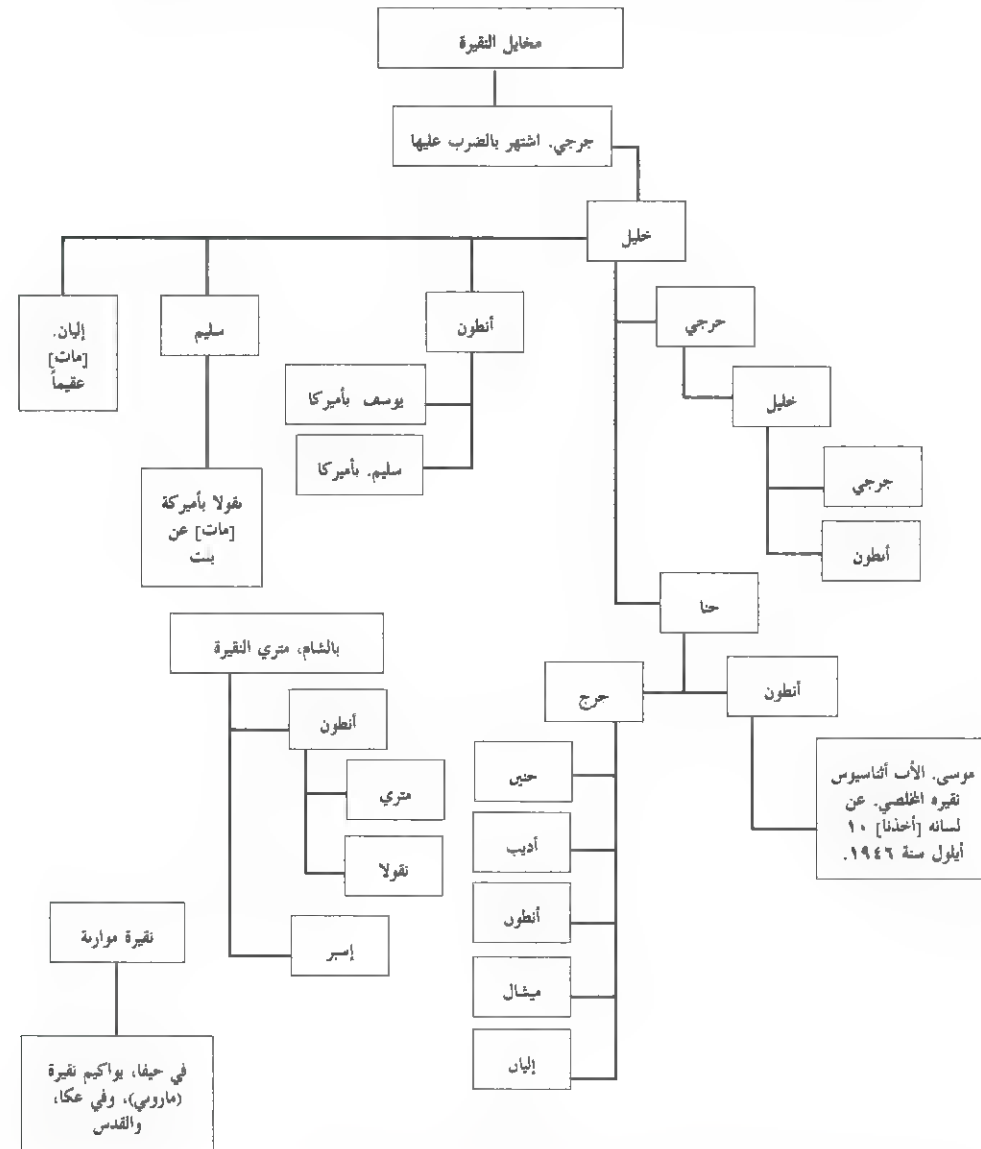 مخايل النقيرة
جرجي. اشتهر بالضرب عليها
خليل
إليان.
[مات]
عقيماً
سليم
أنطون
حرجي
يوسف بأميركا
خليل
سليم. بأميركا
نقولا بأميركة
[مات] عن
بنت
جرجي
أنطون
حنا
بالشام، متري النقيرة
حرج
أنطون
أنطون
متري
نقولا
إسبر
حنين
أديب
أنطون
ميشال
إليان
موسى. الأب أثناسيوس
نقيره المخلصي. عن
لسانه [أخذنا] ١٠
أيلول سنة ١٩٤٦.
نقيرة موارنة
في حيفا، يواكيم نقيرة
(ماروني)، وفي عكا،
والقدس